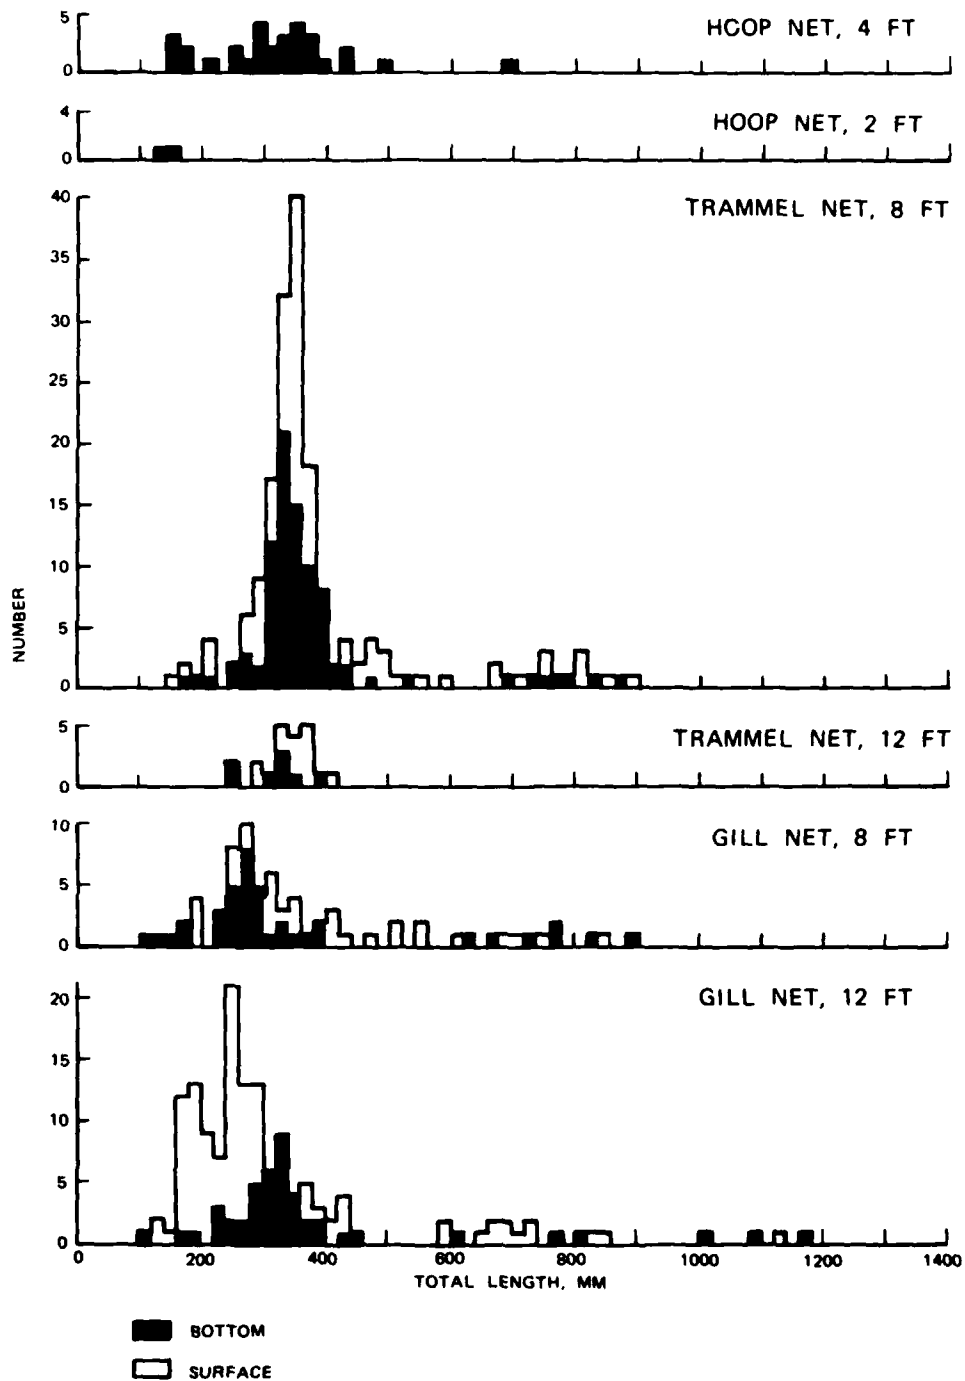 HCOP NET, 4 FT
5
0
HOOP NET, 2 FT
4
0
TRAMMEL NET, 8 FT
40
35
30
25
20
15
10
5
0
NUMBER
TRAMMEL NET, 12 FT
5
0
GILL NET, 8 FT
10
5
0
GILL NET, 12 FT
20
15
10
5
0
0 200 400 600 800 1000 1200 1400
TOTAL LENGTH, MM
BOTTOM
SURFACE